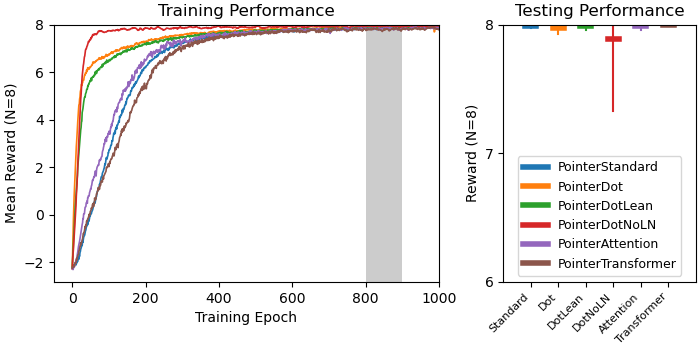 Training Performance
Mean Reward (N=8)
8
6
4
2
0
−2
0
200
400
600
800
1000
Training Epoch
Testing Performance
Reward (N=8)
8
7
6
PointerStandard
PointerDot
PointerDotLean
PointerDotNoLN
PointerAttention
PointerTransformer
Standard
Dot
DotLean
DotNoLN
Attention
Transformer